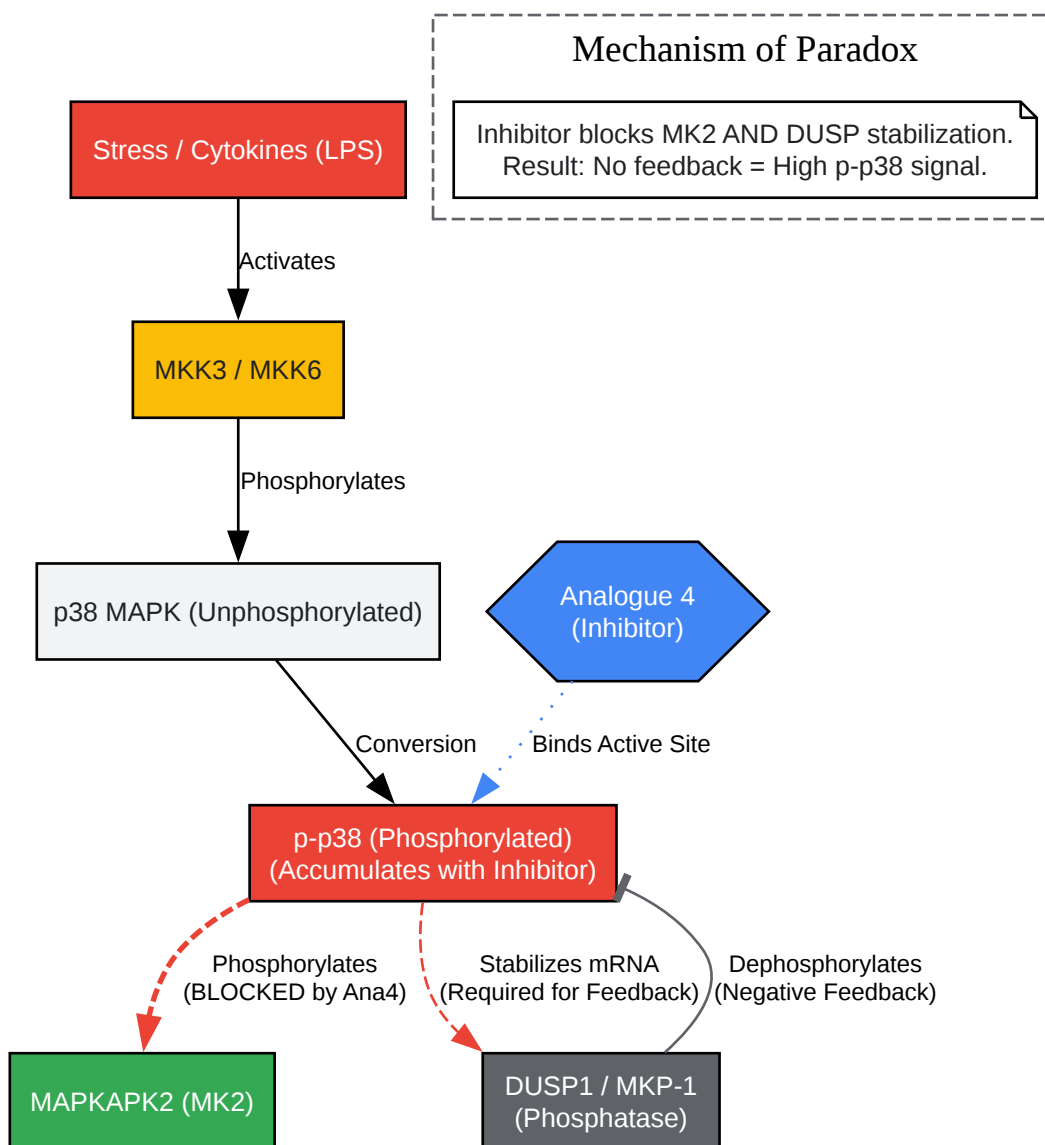 Mechanism of Paradox
Inhibitor blocks MK2 AND DUSP stabilization.
Result: No feedback = High p-p38 signal.
Stress / Cytokines (LPS)
Activates
MKK3 / MKK6
Phosphorylates
p38 MAPK (Unphosphorylated)
Analogue 4
(Inhibitor)
Conversion
Binds Active Site
p-p38 (Phosphorylated)
(Accumulates with Inhibitor)
Phosphorylates
(BLOCKED by Ana4)
Stabilizes mRNA
(Required for Feedback)
Dephosphorylates
(Negative Feedback)
MAPKAPK2 (MK2)
DUSP1 / MKP-1
(Phosphatase)